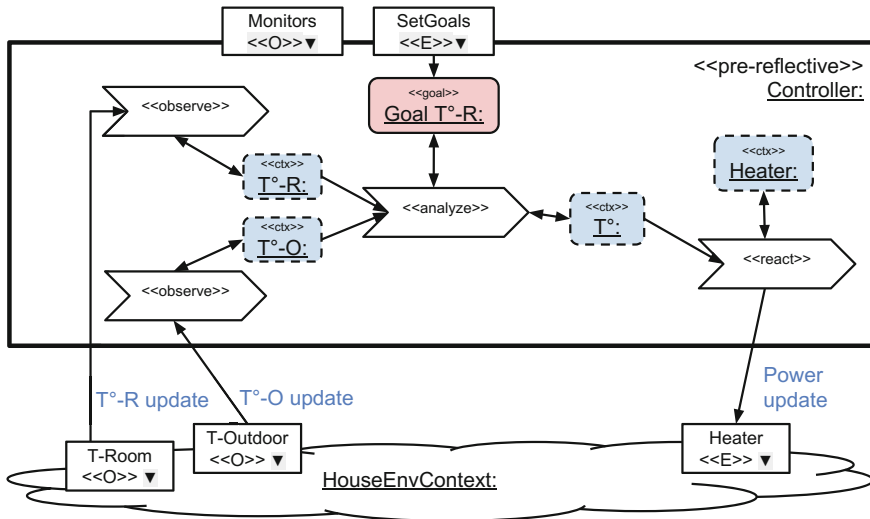 Monitors
<<O>> ▼
SetGoals
<<E>> ▼
<<pre-reflective>>
Controller:
<<observe>>
<<goal>>
Goal T°-R:
<<ctx>>
T°-R:
<<ctx>>
Heater:
<<analyze>>
<<ctx>>
T°:
<<ctx>>
T°-O:
<<observe>>
<<react>>
T°-R update
T°-O update
Power
update
T-Room
<<O>> ▼
T-Outdoor
<<O>> ▼
Heater
<<E>> ▼
HouseEnvContext: